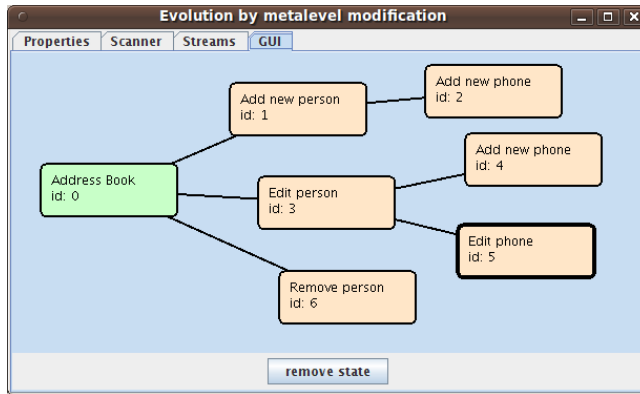 Evolution by metalevel modification
Properties Scanner Streams GUI
Add new person
id: 1
Add new phone
id: 2
Address Book
id: 0
Edit person
id: 3
Add new phone
id: 4
Edit phone
id: 5
Remove person
id: 6
remove state